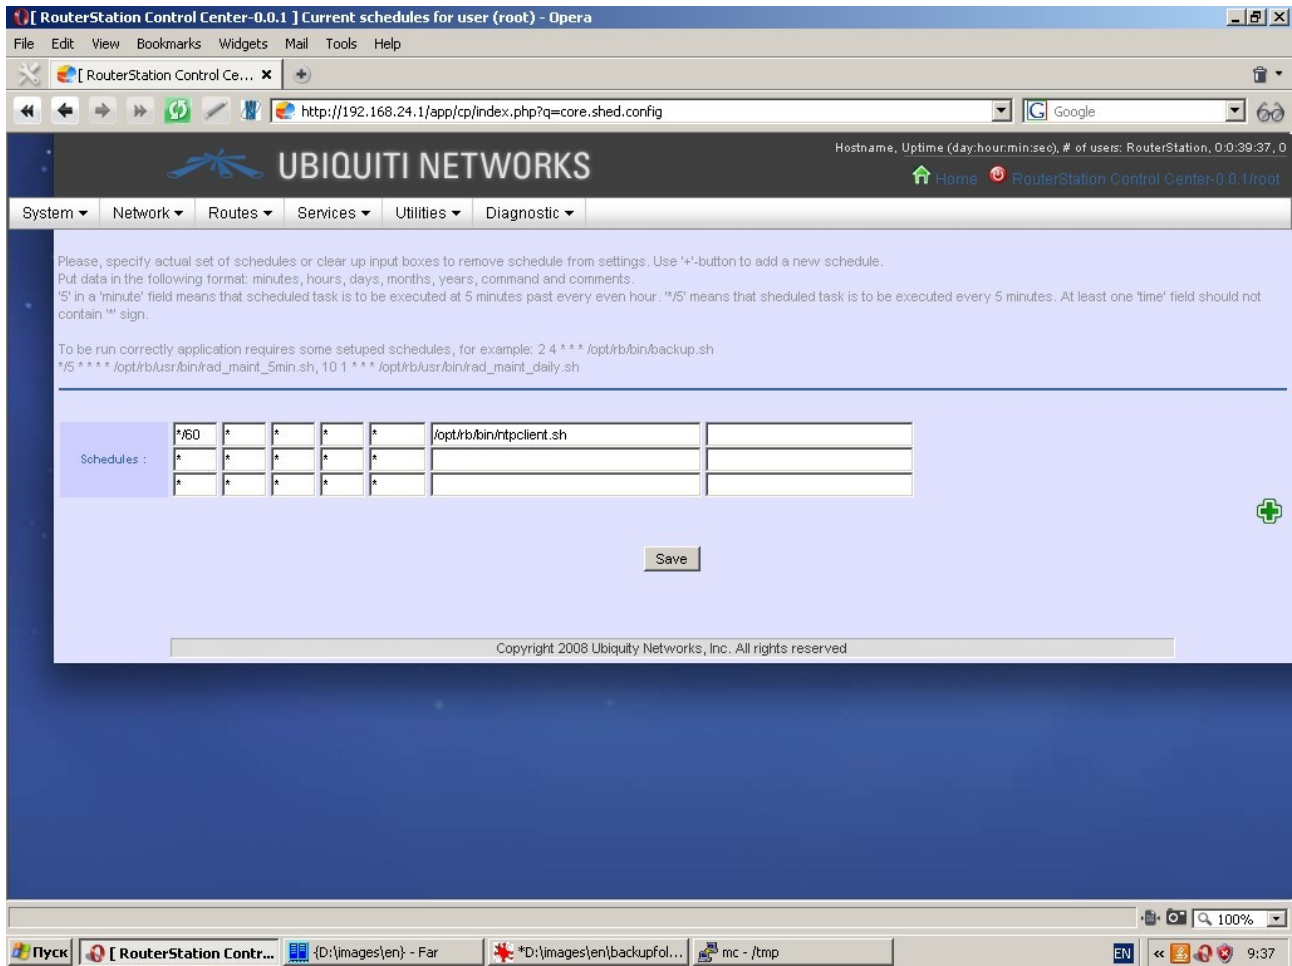 [ RouterStation Control Center-0.0.1 ] Current schedules for user (root) - Opera
File Edit View Bookmarks Widgets Mail Tools Help
[ RouterStation Control Ce...
http://192.168.24.1/app/cp/index.php?q=core.shed.config
G Google
UBIQUITI NETWORKS
Hostname, Uptime (day:hour:min:sec), # of users: RouterStation, 0:0:39:37, 0
Home RouterStation Control Center-0.0.1/root
System Network Routes Services Utilities Diagnostic
Please, specify actual set of schedules or clear up input boxes to remove schedule from settings. Use '+'-button to add a new schedule.
Put data in the following format: minutes, hours, days, months, years, command and comments.
'5' in a 'minute' field means that scheduled task is to be executed at 5 minutes past every even hour. '*/5' means that sheduled task is to be executed every 5 minutes. At least one 'time' field should not
contain '*' sign.
To be run correctly application requires some setuped schedules, for example: 2 4 * * * /opt/rb/bin/backup.sh
*/5 * * * * /opt/rb/usr/bin/rad_maint_5min.sh, 10 1 * * * /opt/rb/usr/bin/rad_maint_daily.sh
*/60 * * * * /opt/rb/bin/ntpclient.sh
Schedules : * * * * *
* * * * *
Save
Copyright 2008 Ubiquity Networks, Inc. All rights reserved
100%
Пуск [ RouterStation Contr... {D:\images\en} - Far *D:\images\en\backupfol... mc - /tmp EN « 9:37